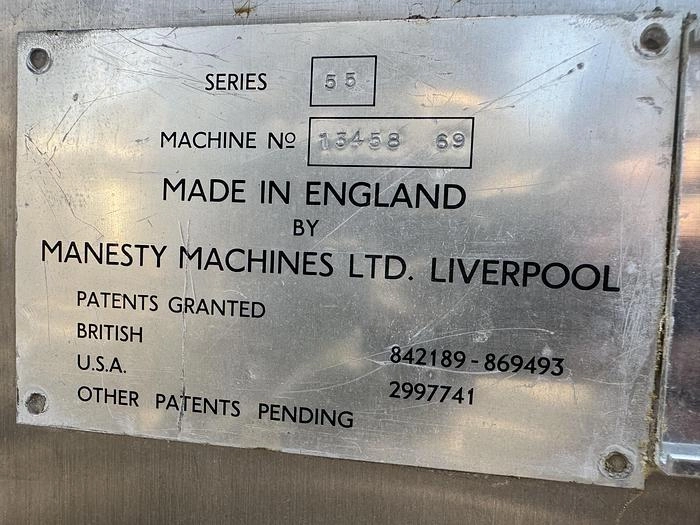 SERIES 55
MACHINE Nº 13458 69
MADE IN ENGLAND
BY
MANESTY MACHINES LTD. LIVERPOOL
PATENTS GRANTED
BRITISH 842189-869493
U.S.A. 2997741
OTHER PATENTS PENDING